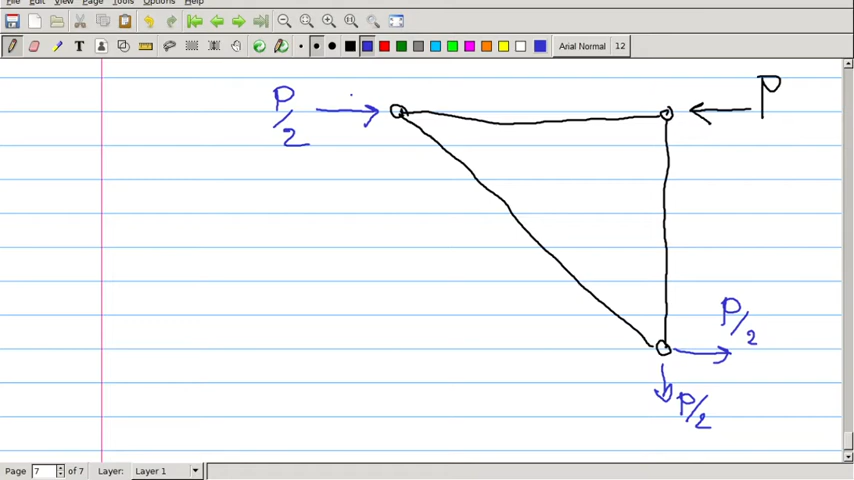 File Edit View Page Tools Options Help
Arial Normal 12
P/2
P
P/2
P/2
Page 7 of 7 Layer: Layer 1